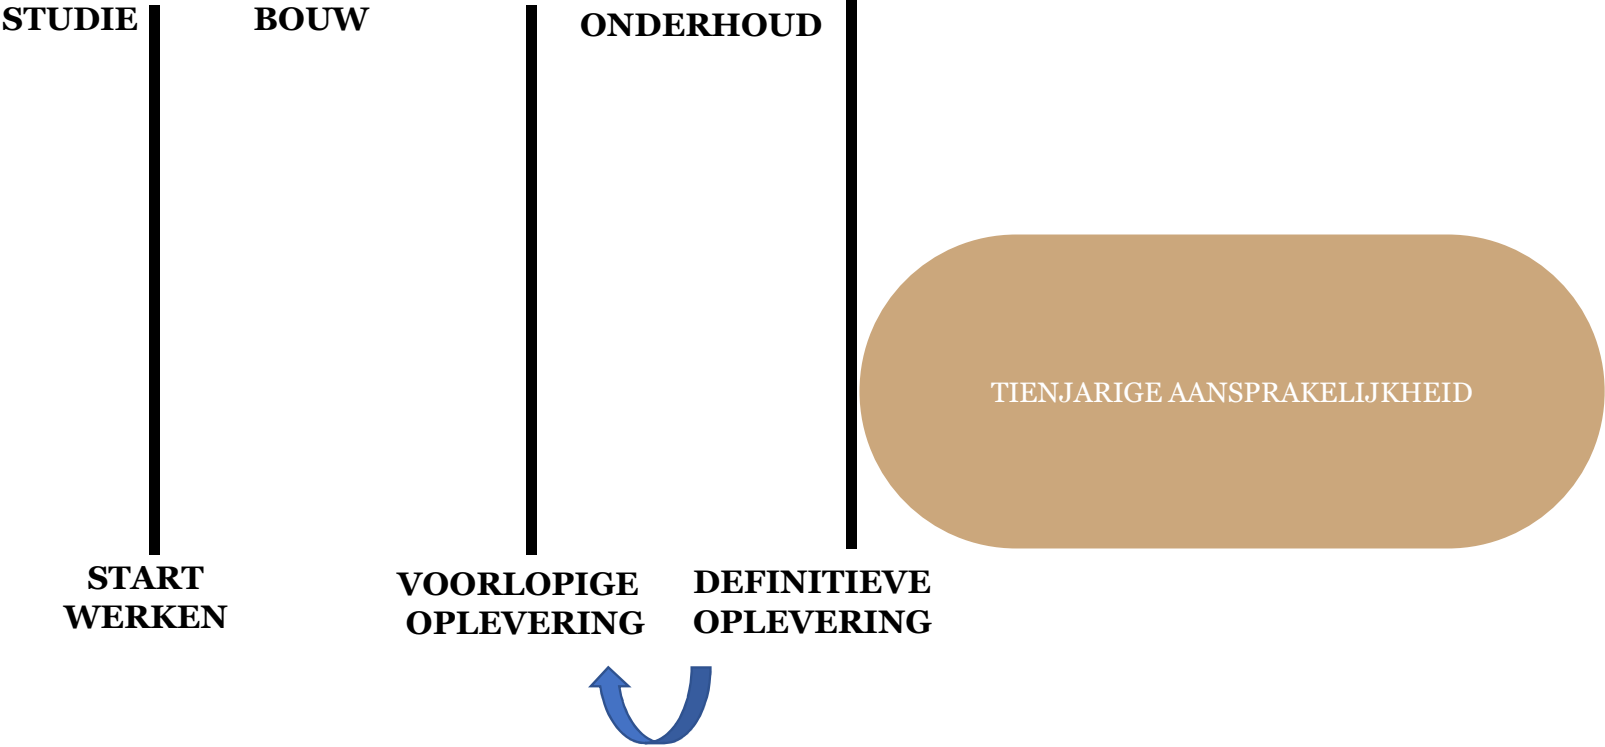 STUDIE
BOUW
ONDERHOUD
TIENJARIGE AANSPRAKELIJKHEID
START
WERKEN
VOORLOPIGE
OPLEVERING
DEFINITIEVE
OPLEVERING